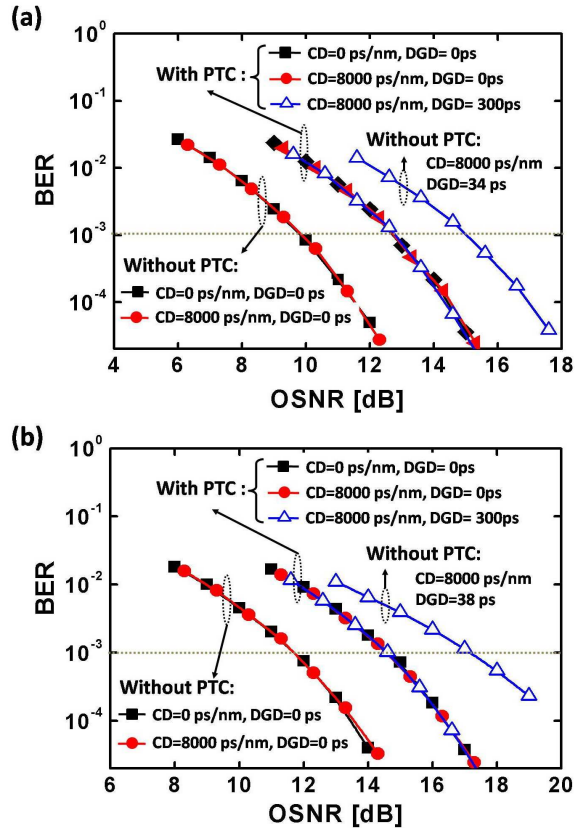 (a)
10⁰
10⁻¹
10⁻²
10⁻³
10⁻⁴
BER
With PTC :
CD=0 ps/nm, DGD= 0ps
CD=8000 ps/nm, DGD= 0ps
CD=8000 ps/nm, DGD= 300ps
Without PTC:
CD=8000 ps/nm
DGD=34 ps
Without PTC:
CD=0 ps/nm, DGD=0 ps
CD=8000 ps/nm, DGD=0 ps
4 6 8 10 12 14 16 18
OSNR [dB]
(b)
10⁰
10⁻¹
10⁻²
10⁻³
10⁻⁴
BER
With PTC :
CD=0 ps/nm, DGD= 0ps
CD=8000 ps/nm, DGD= 0ps
CD=8000 ps/nm, DGD= 300ps
Without PTC:
CD=8000 ps/nm
DGD=38 ps
Without PTC:
CD=0 ps/nm, DGD=0 ps
CD=8000 ps/nm, DGD=0 ps
6 8 10 12 14 16 18 20
OSNR [dB]